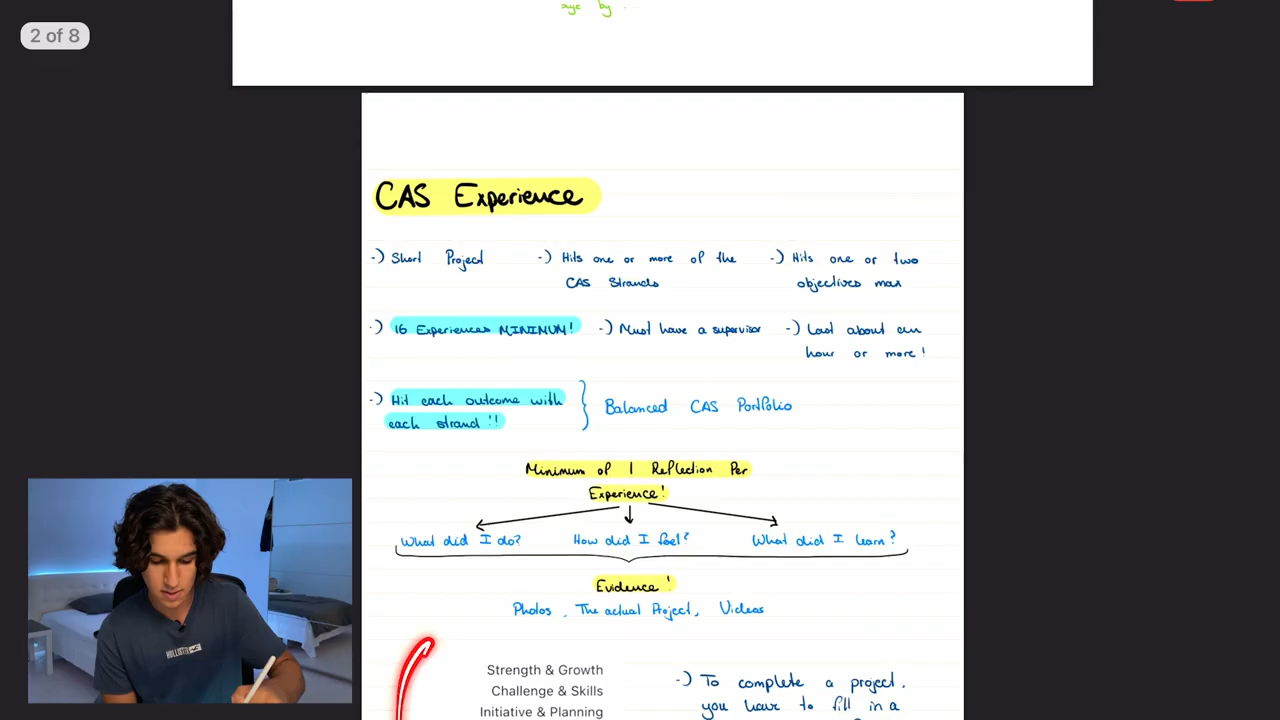 aye by ...
2 of 8
CAS Experience
-) Short Project -) Hits one or more of the -) Hits one or two
CAS Strands objectives max
-) 16 Experiences MINIMUM! -) Must have a supervisor -) Last about an
hour or more!
-) Hit each outcome with
each strand!! } Balanced CAS Portfolio
Minimum of 1 Reflection Per
Experience!
What did I do? How did I feel? What did I learn?
Evidence!
Photos, The actual Project, Videos
HOLLISTER
Strength & Growth
Challenge & Skills
Initiative & Planning
-) To complete a project,
you have to fill in a